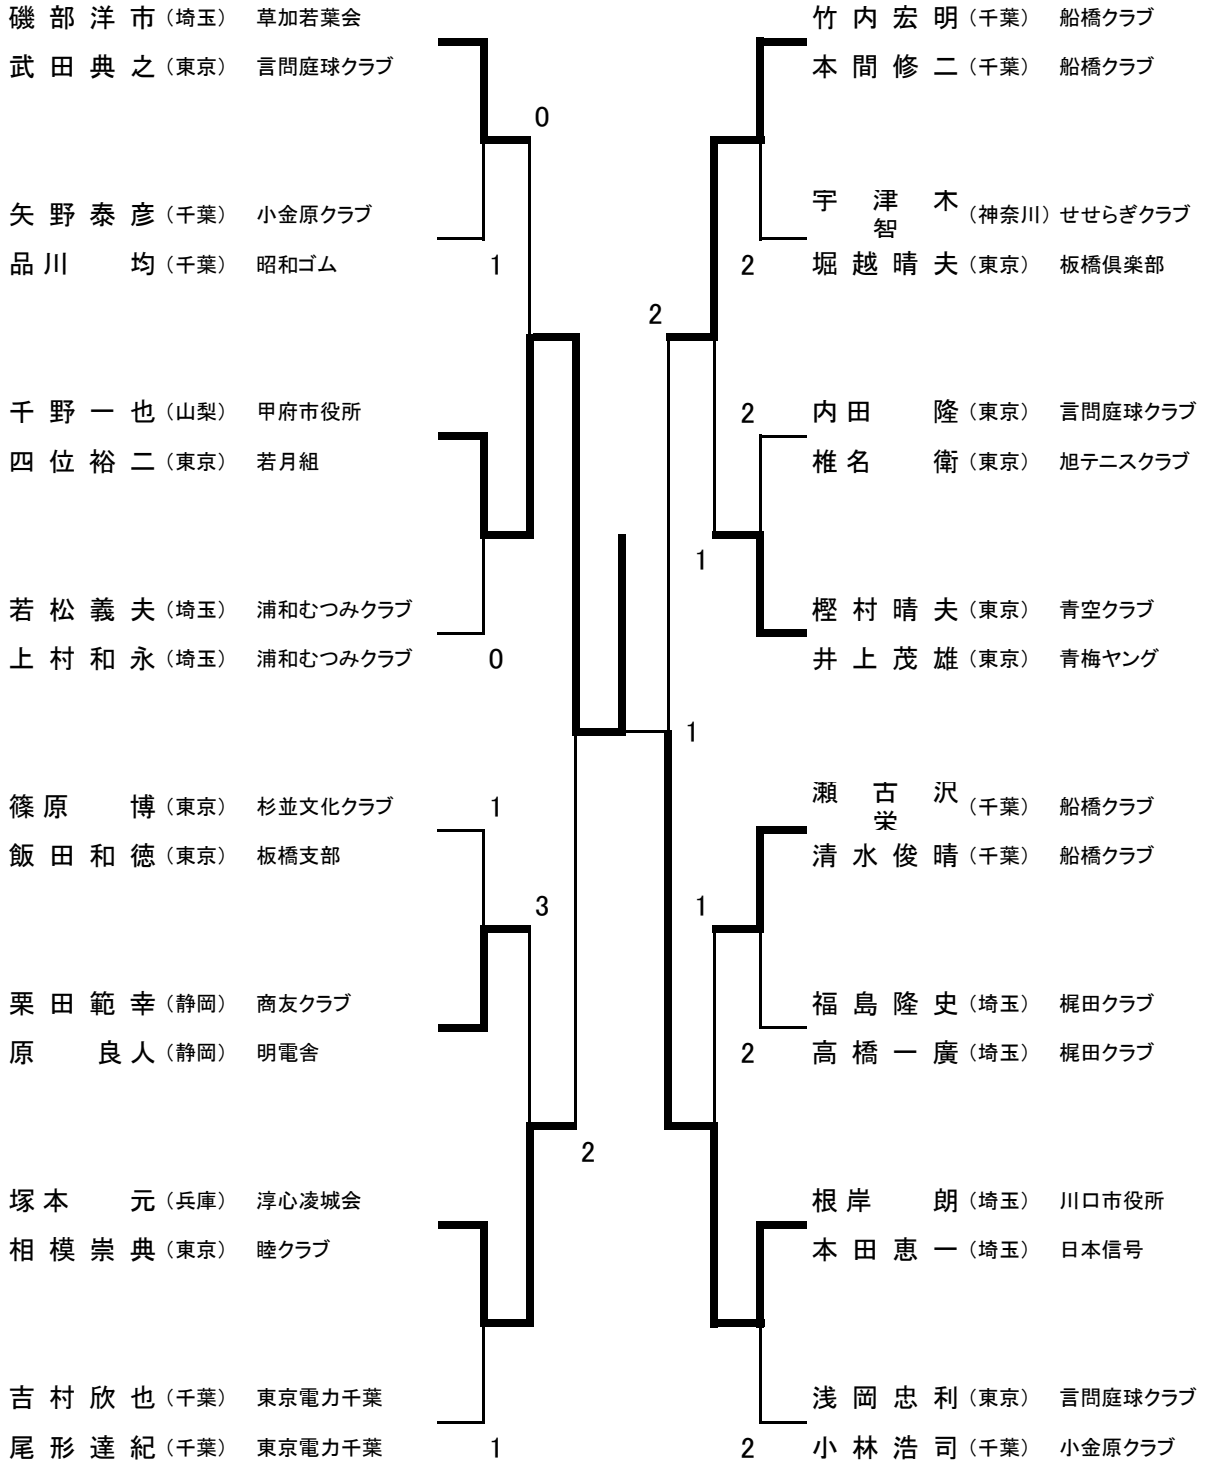 磯部洋市（埼玉） 草加若葉会
武田典之（東京） 言問庭球クラブ
0
矢野泰彦（千葉） 小金原クラブ
品川 均（千葉） 昭和ゴム
1
千野一也（山梨） 甲府市役所
四位裕二（東京） 若月組
若松義夫（埼玉） 浦和むつみクラブ
上村和永（埼玉） 浦和むつみクラブ
0
篠原 博（東京） 杉並文化クラブ
1
飯田和徳（東京） 板橋支部
3
栗田範幸（静岡） 商友クラブ
原 良人（静岡） 明電舎
2
塚本 元（兵庫） 淳心凌城会
相模崇典（東京） 睦クラブ
吉村欣也（千葉） 東京電力千葉
尾形達紀（千葉） 東京電力千葉
1
竹内宏明（千葉） 船橋クラブ
本間修二（千葉） 船橋クラブ
宇津木
智
（神奈川） せせらぎクラブ
2
堀越晴夫（東京） 板橋倶楽部
2
2
内田 隆（東京） 言問庭球クラブ
椎名 衛（東京） 旭テニスクラブ
1
樫村晴夫（東京） 青空クラブ
井上茂雄（東京） 青梅ヤング
1
瀬古沢
栄
（千葉） 船橋クラブ
清水俊晴（千葉） 船橋クラブ
1
福島隆史（埼玉） 梶田クラブ
2
高橋一廣（埼玉） 梶田クラブ
根岸 朗（埼玉） 川口市役所
本田恵一（埼玉） 日本信号
浅岡忠利（東京） 言問庭球クラブ
2
小林浩司（千葉） 小金原クラブ